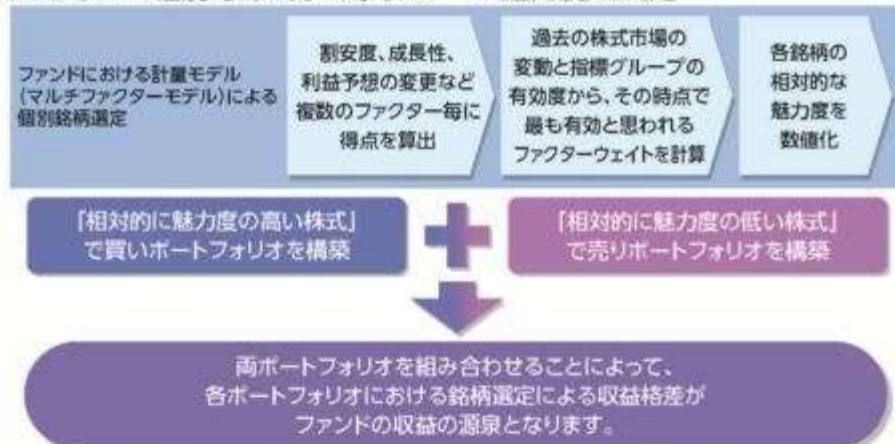 ファンドにおける計量モデル
(マルチファクターモデル)による
個別銘柄選定
割安度、成長性、
利益予想の変更など
複数のファクター毎に
得点を算出
過去の株式市場の
変動と指標グループの
有効度から、その時点で
最も有効と思われる
ファクターウェイトを計算
各銘柄の
相対的な
魅力度を
数値化
「相対的に魅力度の高い株式」
で買いポートフォリオを構築
「相対的に魅力度の低い株式」
で売りポートフォリオを構築
両ポートフォリオを組み合わせることによって、
各ポートフォリオにおける銘柄選定による収益格差が
ファンドの収益の源泉となります。